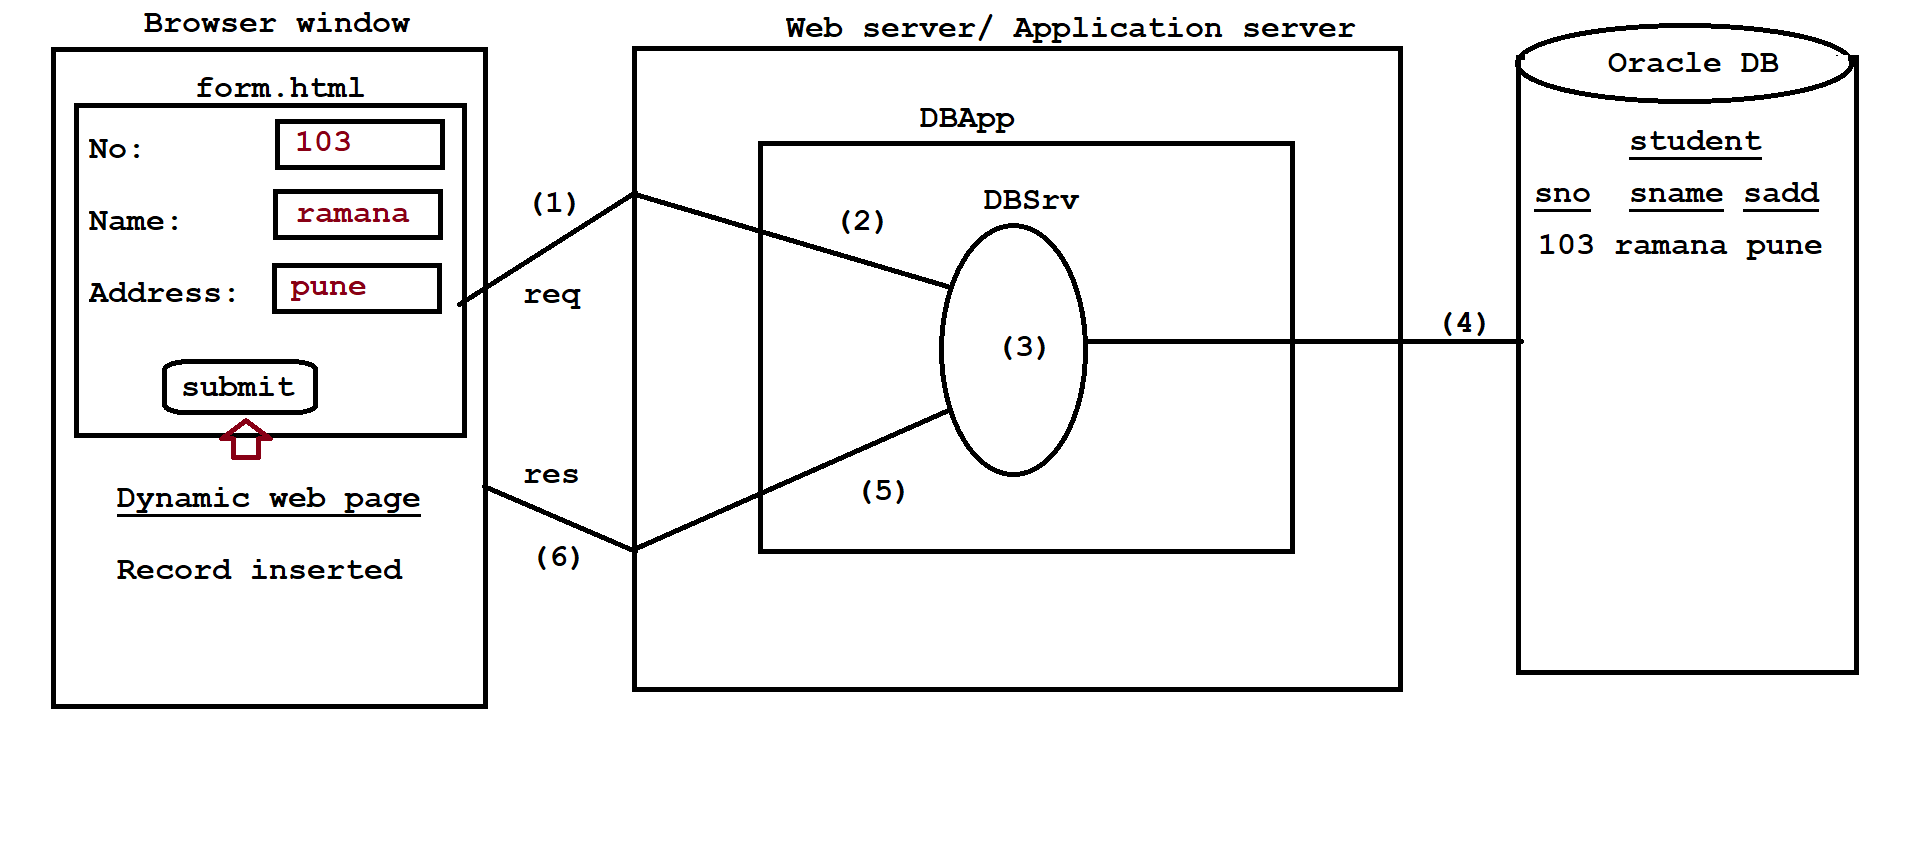 Browser window
form.html
No: 103
Name: ramana
Address: pune
submit
Dynamic web page
Record inserted
(1)
req
res
(6)
Web server/ Application server
DBApp
DBSrv
(2)
(3)
(5)
(4)
Oracle DB
student
sno sname sadd
103 ramana pune